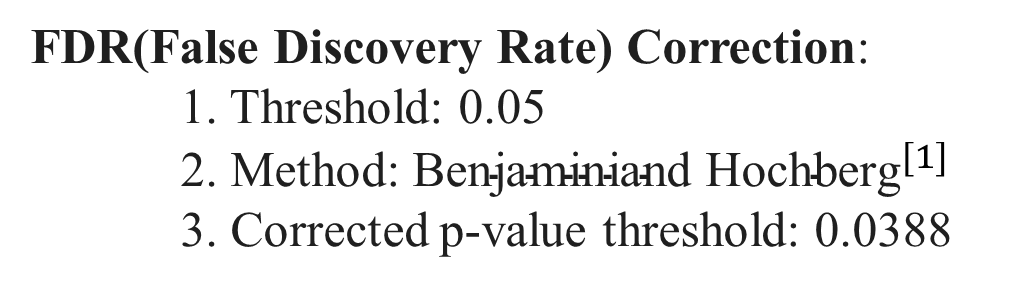 FDR(False Discovery Rate) Correction:
1. Threshold: 0.05
2. Method: Benjaminiand Hochberg[1]
3. Corrected p-value threshold: 0.0388